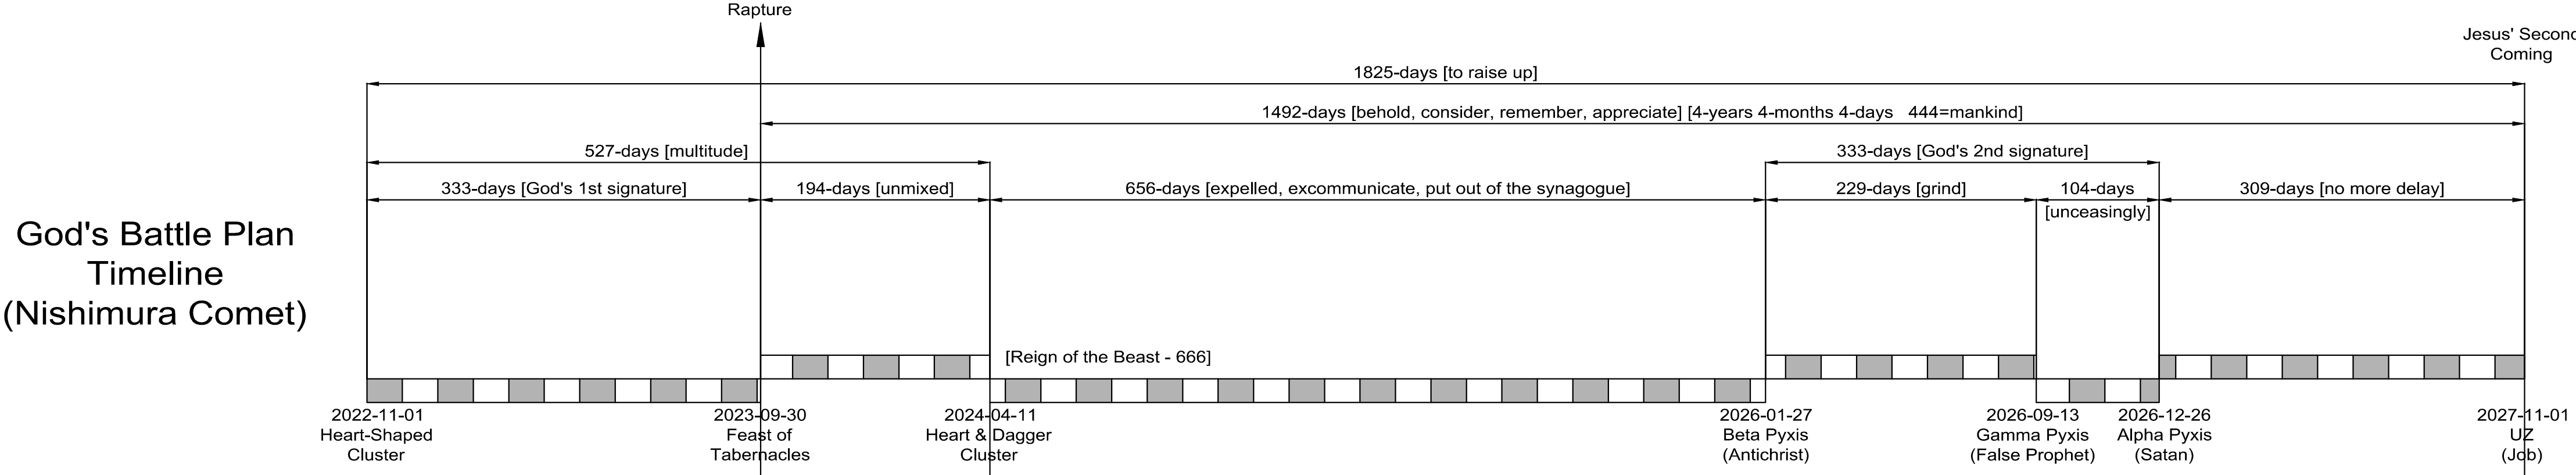 Rapture
Jesus' Second
Coming
1825-days [to raise up]
1492-days [behold, consider, remember, appreciate] [4-years 4-months 4-days 444=mankind]
527-days [multitude]
333-days [God's 2nd signature]
333-days [God's 1st signature]
194-days [unmixed]
656-days [expelled, excommunicate, put out of the synagogue]
229-days [grind]
104-days
[unceasingly]
309-days [no more delay]
God's Battle Plan
Timeline
(Nishimura Comet)
[Reign of the Beast - 666]
2022-11-01
Heart-Shaped
Cluster
2023-09-30
Feast of
Tabernacles
2024-04-11
Heart & Dagger
Cluster
2026-01-27
Beta Pyxis
(Antichrist)
2026-09-13
Gamma Pyxis
(False Prophet)
2026-12-26
Alpha Pyxis
(Satan)
2027-11-01
UZ
(Job)